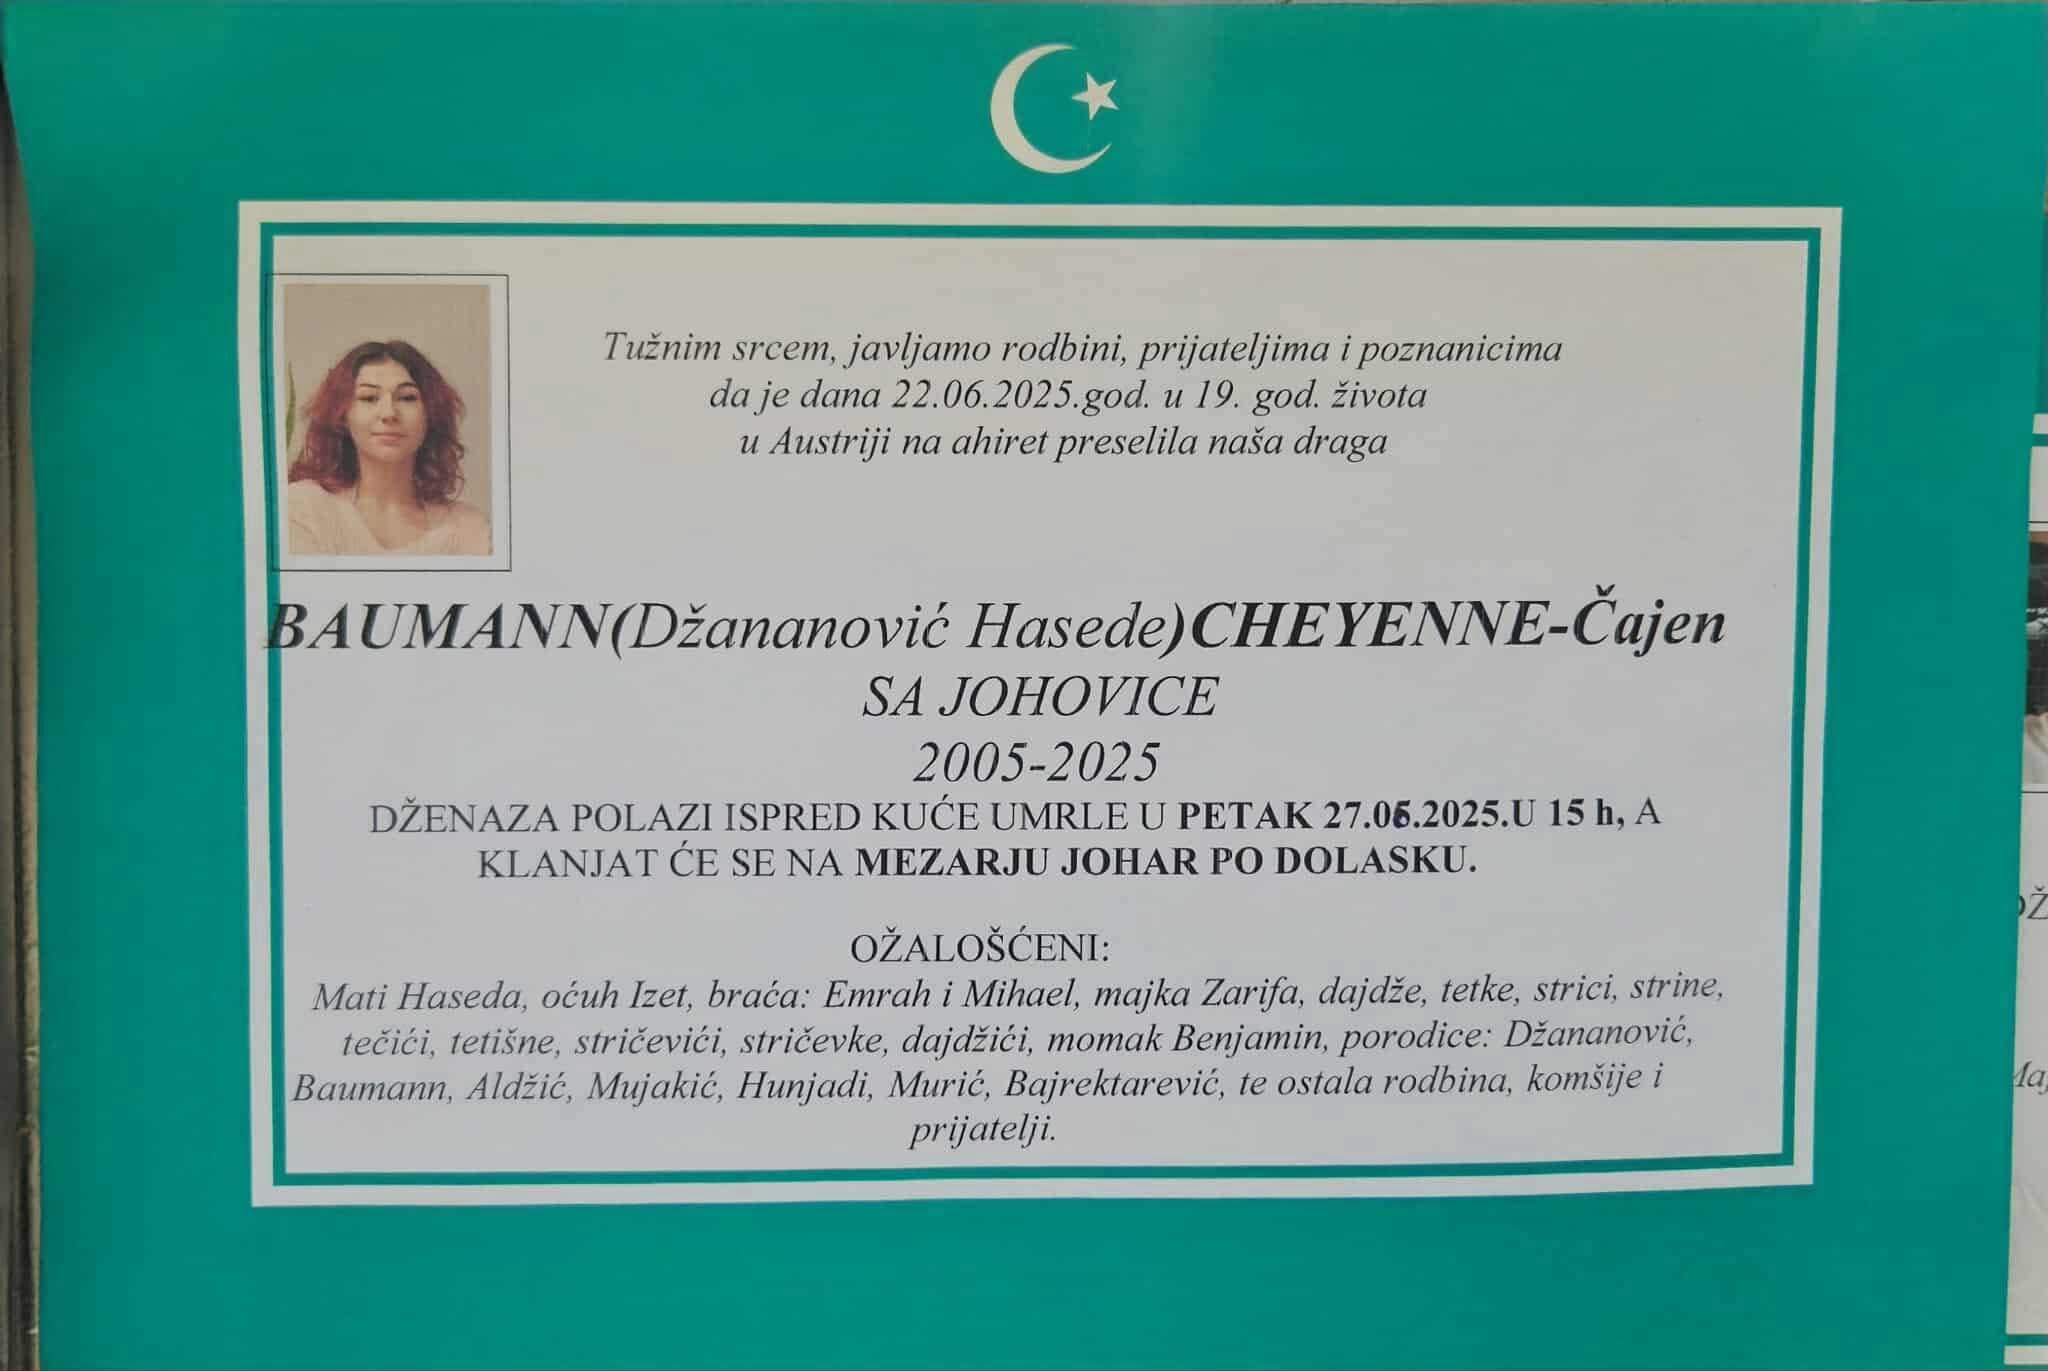 Tužnim srcem, javljamo rodbini, prijateljima i poznanicima
da je dana 22.06.2025.god. u 19. god. života
u Austriji na ahiret preselila naša draga
BAUMANN(Džananović Hasede)CHEYENNE-Čajen
SA JOHOVICE
2005-2025
DŽENAZA POLAZI ISPRED KUĆE UMRLE U PETAK 27.06.2025.U 15 h, A
KLANJAT ĆE SE NA MEZARJU JOHAR PO DOLASKU.
OŽALOŠĆENI:
Mati Haseda, oćuh Izet, braća: Emrah i Mihael, majka Zarifa, dajdže, tetke, strici, strine,
tečići, tetišne, stričevići, stričevke, dajdžići, momak Benjamin, porodice: Džananović,
Baumann, Aldžić, Mujakić, Hunjadi, Murić, Bajrektarević, te ostala rodbina, komšije i
prijatelji.